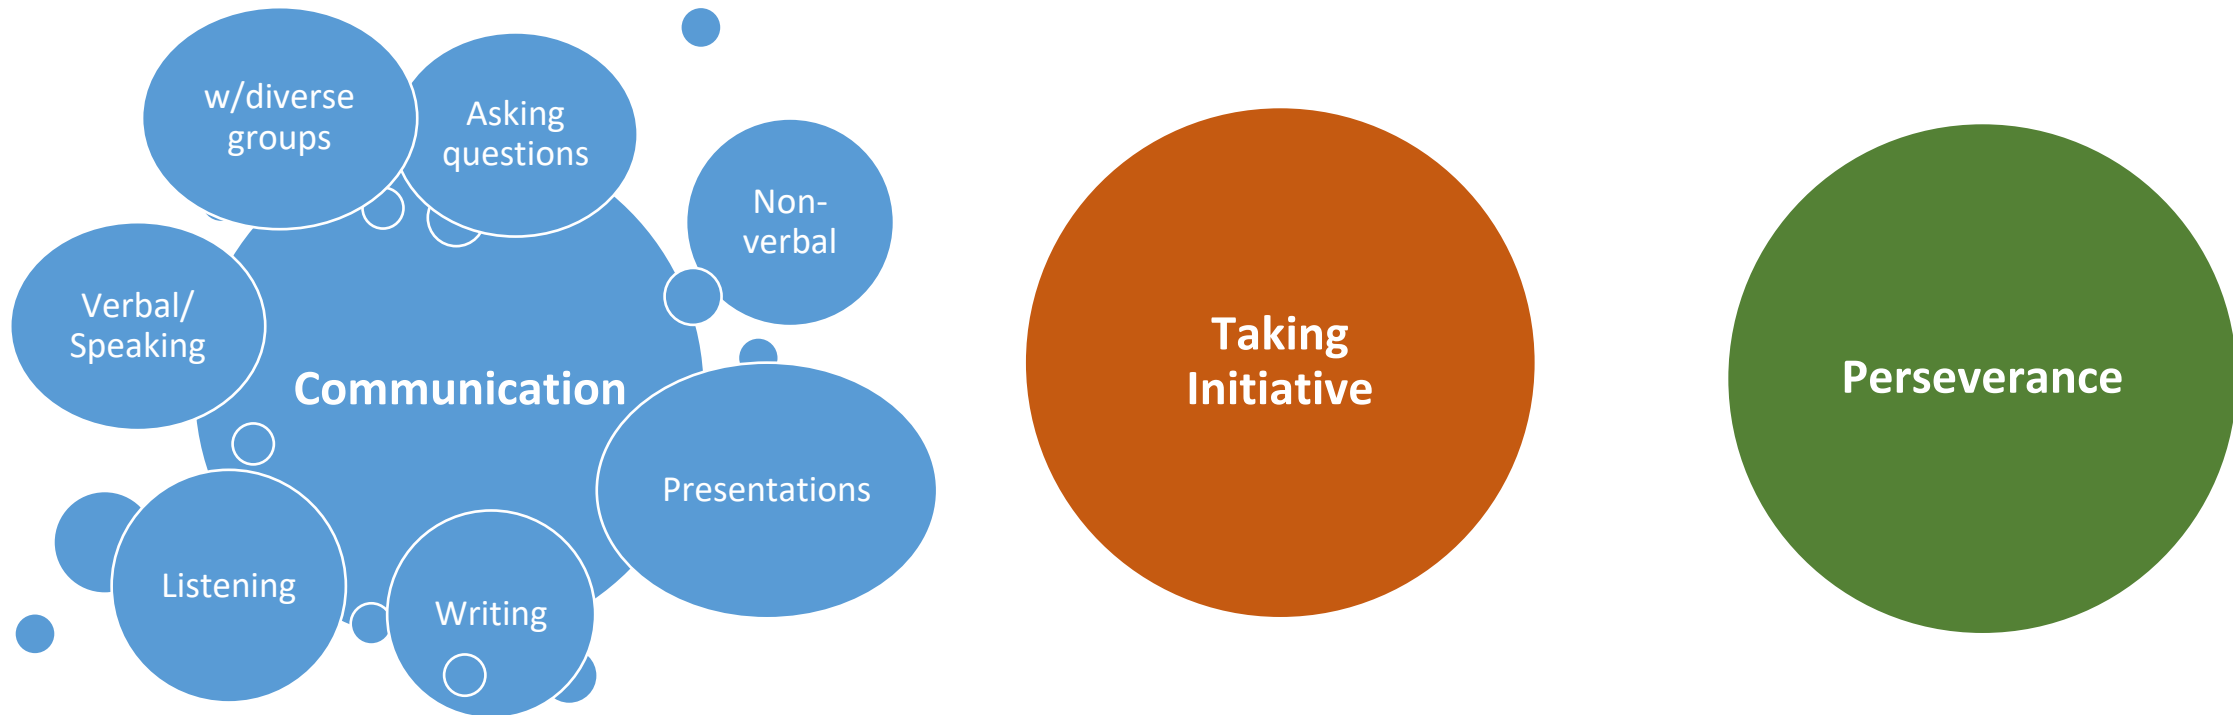 w/diverse
groups
Asking
questions
Non-
verbal
Verbal/
Speaking
Communication
Presentations
Listening
Writing
Taking
Initiative
Perseverance